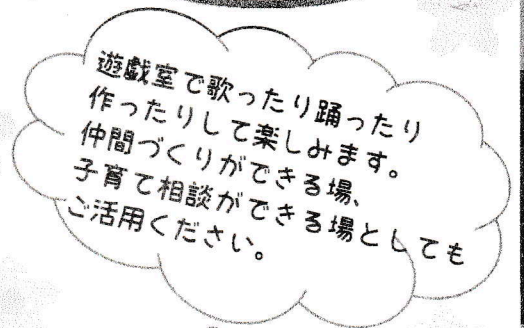 遊戯室で歌ったり踊ったり
作ったりして楽しみます。
仲間づくりができる場、
子育て相談ができる場としても
ご活用ください。